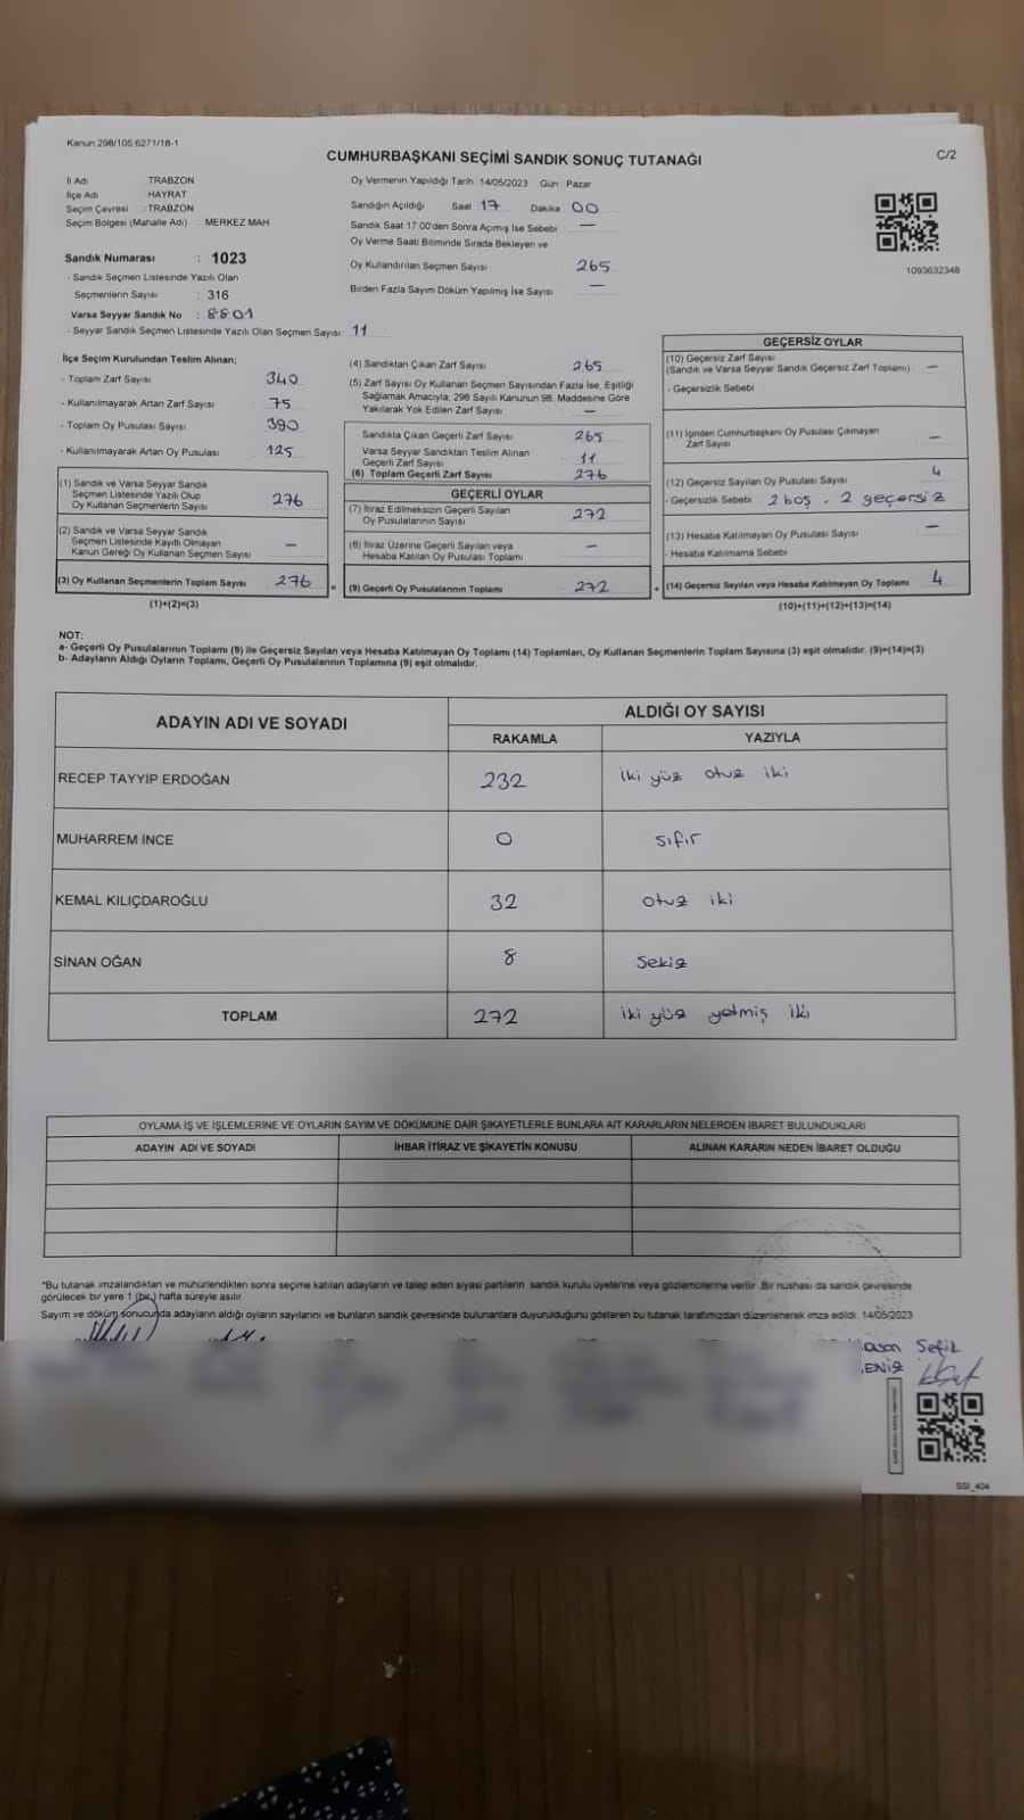 Kanun 298/105 6271/18-1
CUMHURBAŞKANI SEÇİMİ SANDIK SONUÇ TUTANAĞI
C/2
İl Adı : TRABZON
İlçe Adı : HAYRAT
Seçim Çevresi : TRABZON
Seçim Bölgesi (Mahalle Adı) : MERKEZ MAH
Sandık Numarası : 1023
- Sandık Seçmen Listesinde Yazılı Olan
Seçmenlerin Sayısı : 316
Varsa Seyyar Sandık No : 8801
- Seyyar Sandık Seçmen Listesinde Yazılı Olan Seçmen Sayısı: 11
Oy Vermenin Yapıldığı Tarih: 14/05/2023 Gün: Pazar
Sandığın Açıldığı Saat 17 Dakika 00
Sandık Saat 17:00'den Sonra Açılmış İse Sebebi —
Oy Verme Saati Bitiminde Sırada Bekleyen ve
Oy Kullandırılan Seçmen Sayısı 265
Birden Fazla Sayım Döküm Yapılmış İse Sayısı —
1093632348
İlçe Seçim Kurulundan Teslim Alınan;
- Toplam Zarf Sayısı 340
- Kullanılmayarak Artan Zarf Sayısı 75
- Toplam Oy Pusulası Sayısı 390
- Kullanılmayarak Artan Oy Pusulası 125
(1) Sandık ve Varsa Seyyar Sandık
Seçmen Listesinde Yazılı Olup
Oy Kullanan Seçmenlerin Sayısı 276
(2) Sandık ve Varsa Seyyar Sandık
Seçmen Listesinde Kayıtlı Olmayan
Kanun Gereği Oy Kullanan Seçmen Sayısı —
(3) Oy Kullanan Seçmenlerin Toplam Sayısı 276
(1)+(2)=(3)
(4) Sandıktan Çıkan Zarf Sayısı 265
(5) Zarf Sayısı Oy Kullanan Seçmen Sayısından Fazla İse, Eşitliği
Sağlamak Amacıyla; 298 Sayılı Kanunun 98. Maddesine Göre
Yakılarak Yok Edilen Zarf Sayısı —
Sandıkta Çıkan Geçerli Zarf Sayısı 265
Varsa Seyyar Sandıktan Teslim Alınan
Geçerli Zarf Sayısı 11
(6) Toplam Geçerli Zarf Sayısı 276
GEÇERLİ OYLAR
(7) İtiraz Edilmeksizin Geçerli Sayılan
Oy Pusulalarının Sayısı 272
(8) İtiraz Üzerine Geçerli Sayılan veya
Hesaba Katılan Oy Pusulası Toplamı —
= (9) Geçerli Oy Pusulalarının Toplamı 272
GEÇERSİZ OYLAR
(10) Geçersiz Zarf Sayısı
(Sandık ve Varsa Seyyar Sandık Geçersiz Zarf Toplamı) —
- Geçersizlik Sebebi
(11) İçinden Cumhurbaşkanı Oy Pusulası Çıkmayan
Zarf Sayısı —
(12) Geçersiz Sayılan Oy Pusulası Sayısı 4
- Geçersizlik Sebebi 2 boş - 2 geçersiz
(13) Hesaba Katılmayan Oy Pusulası Sayısı —
- Hesaba Katılmama Sebebi
+ (14) Geçersiz Sayılan veya Hesaba Katılmayan Oy Toplamı 4
(10)+(11)+(12)+(13)=(14)
NOT:
a- Geçerli Oy Pusulalarının Toplamı (9) ile Geçersiz Sayılan veya Hesaba Katılmayan Oy Toplamı (14) Toplamları, Oy Kullanan Seçmenlerin Toplam Sayısına (3) eşit olmalıdır. (9)+(14)=(3)
b- Adayların Aldığı Oyların Toplamı, Geçerli Oy Pusulalarının Toplamına (9) eşit olmalıdır.
ADAYIN ADI VE SOYADI
ALDIĞI OY SAYISI
RAKAMLA YAZIYLA
RECEP TAYYİP ERDOĞAN 232 iki yüz otuz iki
MUHARREM İNCE 0 sıfır
KEMAL KILIÇDAROĞLU 32 otuz iki
SİNAN OĞAN 8 Sekiz
TOPLAM 272 iki yüz yetmiş iki
OYLAMA İŞ VE İŞLEMLERİNE VE OYLARIN SAYIM VE DÖKÜMÜNE DAİR ŞİKAYETLERLE BUNLARA AİT KARARLARIN NELERDEN İBARET BULUNDUKLARI
ADAYIN ADI VE SOYADI İHBAR İTİRAZ VE ŞİKAYETİN KONUSU ALINAN KARARIN NEDEN İBARET OLDUĞU
*Bu tutanak imzalandıktan ve mühürlendikten sonra seçime katılan adayların ve talep eden siyasi partilerin sandık kurulu üyelerine veya gözlemcilerine verilir. Bir nüshası da sandık çevresinde
görülecek bir yere 1 (bir) hafta süreyle asılır.
Sayım ve döküm sonucunda adayların aldığı oyların sayılarını ve bunların sandık çevresinde bulunanlara duyurulduğunu gösteren bu tutanak tarafımızdan düzenlenerek imza edildi. 14/05/2023
Sefik
SSI_404